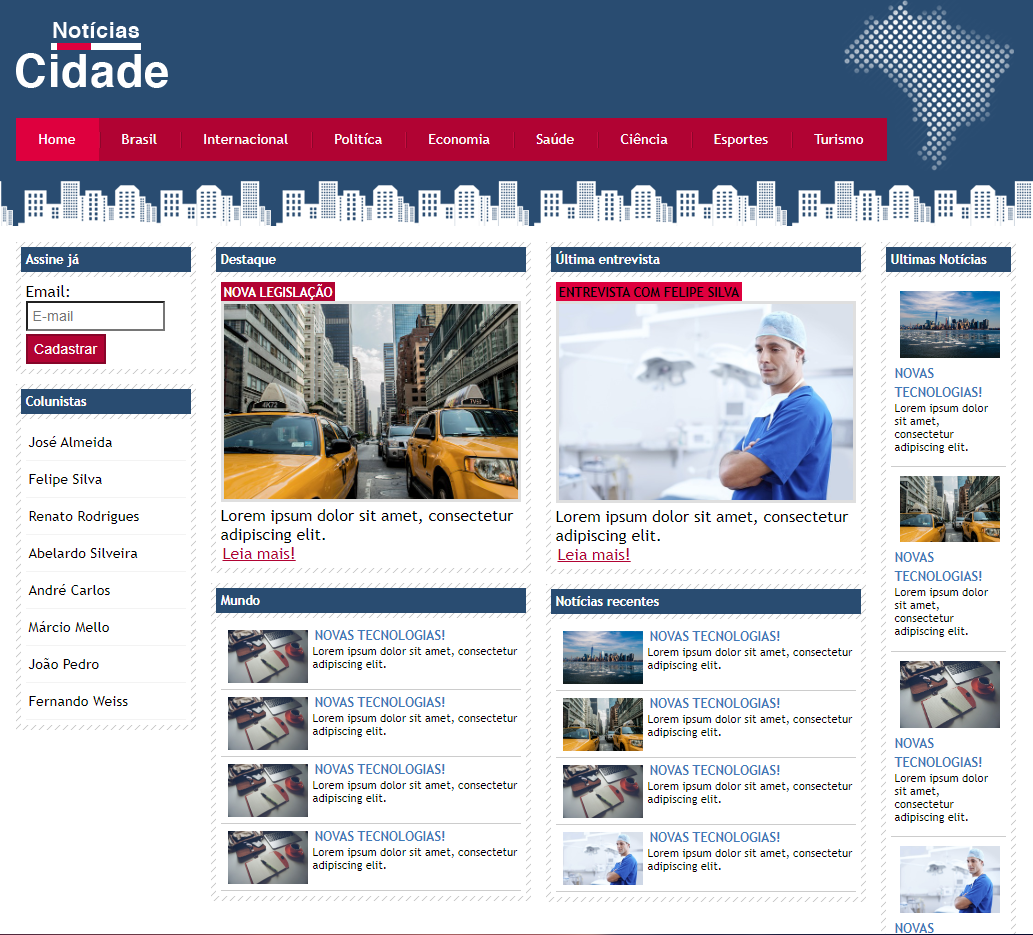 Notícias
Cidade
Home Brasil Internacional Politíca Economia Saúde Ciência Esportes Turismo
Assine já
Email:
E-mail
Cadastrar
Colunistas
José Almeida
Felipe Silva
Renato Rodrigues
Abelardo Silveira
André Carlos
Márcio Mello
João Pedro
Fernando Weiss
Destaque
NOVA LEGISLAÇÃO
4K72
Lorem ipsum dolor sit amet, consectetur
adipiscing elit.
Leia mais!
Mundo
NOVAS TECNOLOGIAS!
Lorem ipsum dolor sit amet, consectetur
adipiscing elit.
NOVAS TECNOLOGIAS!
Lorem ipsum dolor sit amet, consectetur
adipiscing elit.
NOVAS TECNOLOGIAS!
Lorem ipsum dolor sit amet, consectetur
adipiscing elit.
NOVAS TECNOLOGIAS!
Lorem ipsum dolor sit amet, consectetur
adipiscing elit.
Última entrevista
ENTREVISTA COM FELIPE SILVA
Lorem ipsum dolor sit amet, consectetur
adipiscing elit.
Leia mais!
Notícias recentes
NOVAS TECNOLOGIAS!
Lorem ipsum dolor sit amet, consectetur
adipiscing elit.
NOVAS TECNOLOGIAS!
Lorem ipsum dolor sit amet, consectetur
adipiscing elit.
NOVAS TECNOLOGIAS!
Lorem ipsum dolor sit amet, consectetur
adipiscing elit.
NOVAS TECNOLOGIAS!
Lorem ipsum dolor sit amet, consectetur
adipiscing elit.
Ultimas Notícias
NOVAS
TECNOLOGIAS!
Lorem ipsum dolor
sit amet,
consectetur
adipiscing elit.
NOVAS
TECNOLOGIAS!
Lorem ipsum dolor
sit amet,
consectetur
adipiscing elit.
NOVAS
TECNOLOGIAS!
Lorem ipsum dolor
sit amet,
consectetur
adipiscing elit.
NOVAS